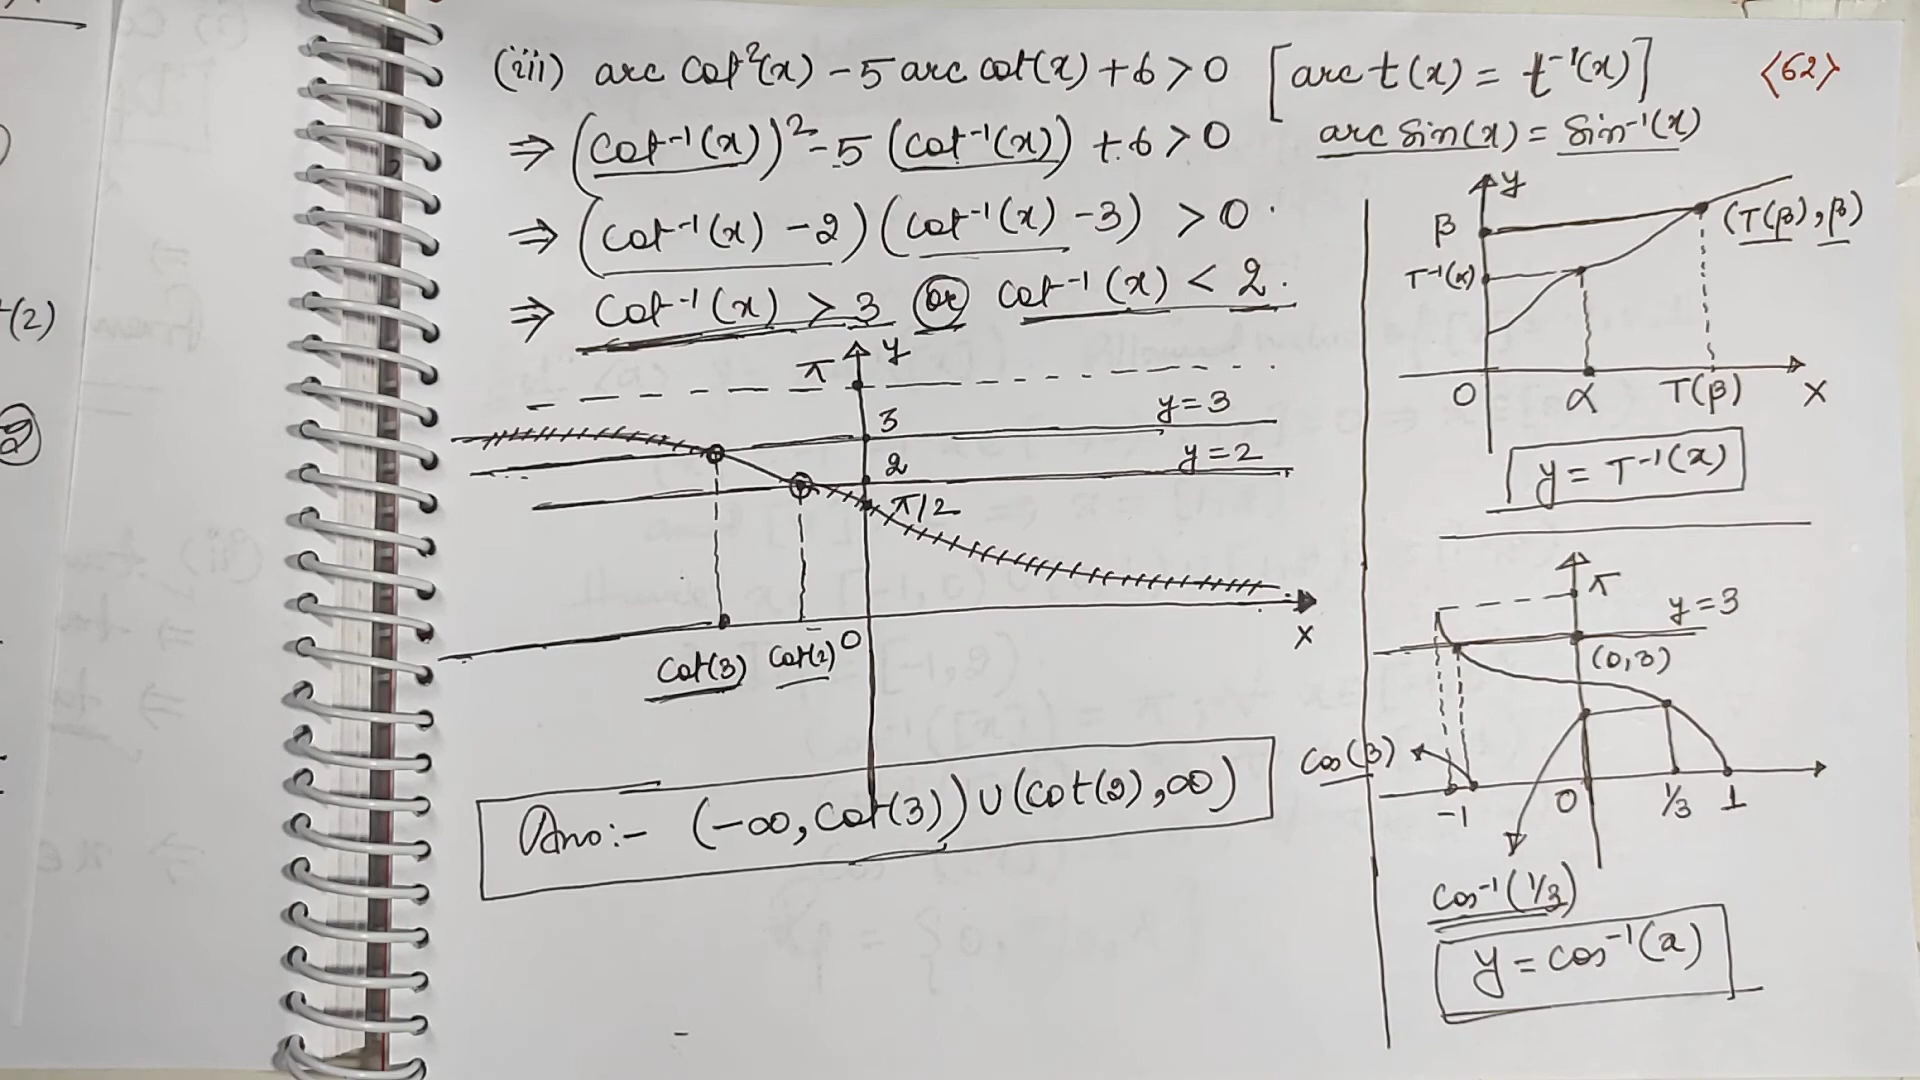 (iii) arc cot²(x) - 5 arc cot(x) + 6 > 0 [arc t(x) = t⁻¹(x)]
<62>
⇒ (cot⁻¹(x))² - 5 (cot⁻¹(x)) + 6 > 0
arc sin(x) = sin⁻¹(x)
⇒ (cot⁻¹(x) - 2) (cot⁻¹(x) - 3) > 0.
⇒ cot⁻¹(x) > 3 or cot⁻¹(x) < 2.
π y
3 y=3
2 y=2
π/2
cot(3) cot(2) 0 x
Ans:- (-∞, cot(3)) ∪ (cot(2), ∞)
y
β (T(β), β)
T⁻¹(α)
0 α T(β) x
y = T⁻¹(x)
π
y=3
(0,3)
cos(3)
-1 0 1/3 1
cos⁻¹(1/3)
y = cos⁻¹(x)
+(2)